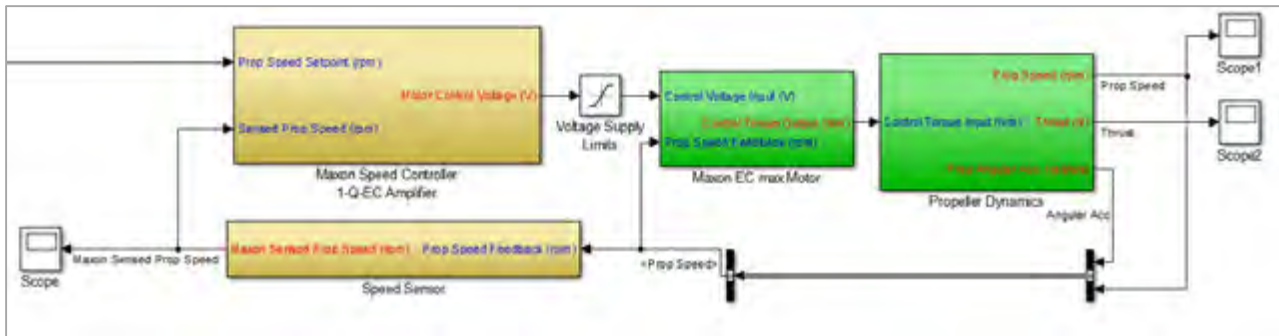 Prop Speed Setpoint (rpm)
Motor Control Voltage (V)
Sensed Prop Speed (rpm)
Maxon Speed Controller
1-Q-EC Amplifier
Voltage Supply
Limits
Control Voltage Input (V)
Control Torque Output (Nm)
Prop Speed Feedback (rpm)
Maxon EC max Motor
Prop Speed (rpm)
Control Torque Input (Nm)
Thrust (N)
Propeller Dynamics
Prop Speed
Thrust
Angular Acc
Scope1
Scope2
Scope
Maxon Sensed Prop Speed
Maxon Sensed Prop Speed (rpm)
Prop Speed Feedback (rpm)
Speed Sensor
<Prop Speed>